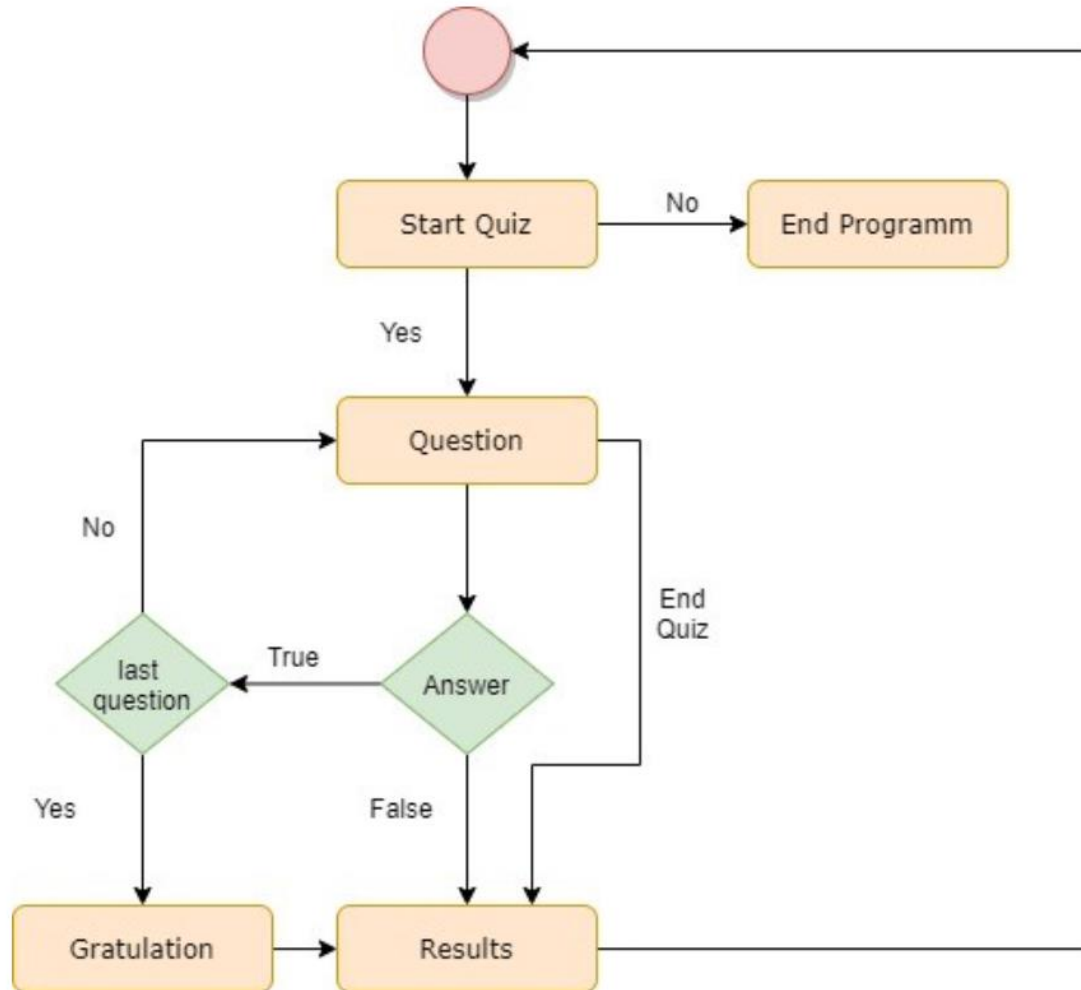 Start Quiz
No
End Programm
Yes
Question
No
End
Quiz
last
question
True
Answer
Yes
False
Gratulation
Results